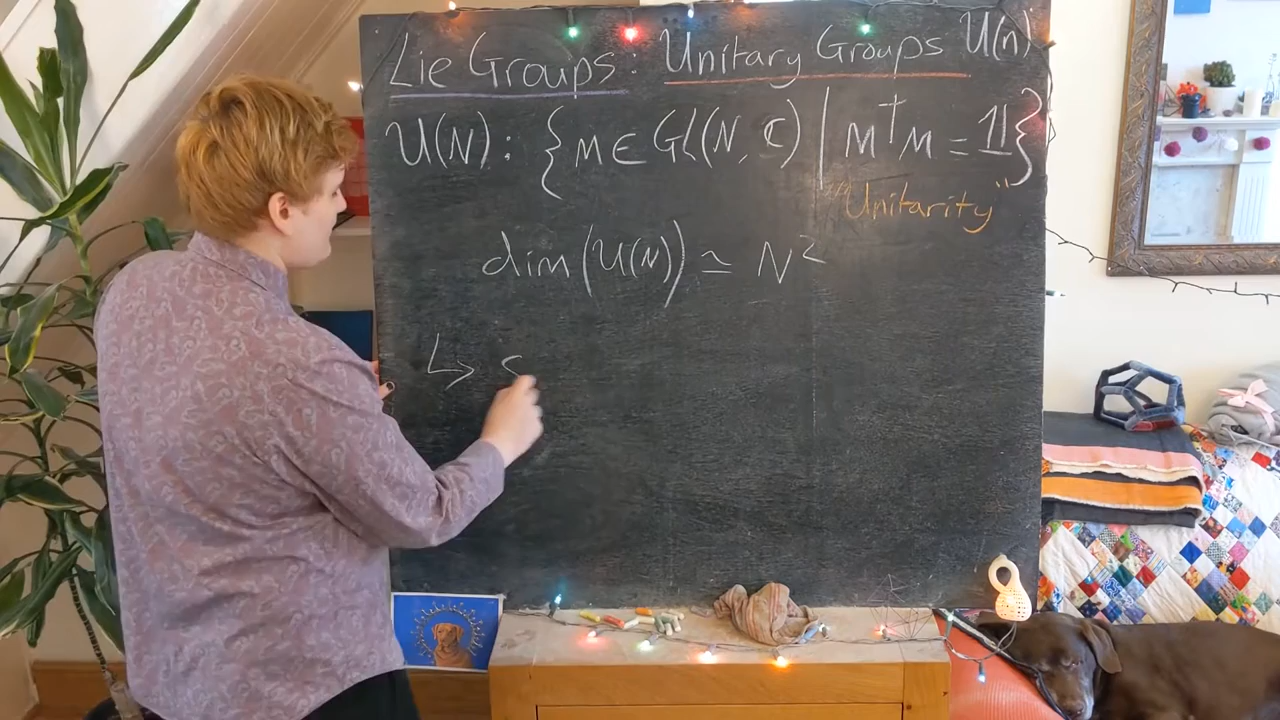 Lie Groups: Unitary Groups U(n)
U(N): {M ∈ GL(N, ℂ) | M†M = 𝟙}
"Unitarity"
dim(U(N)) ≃ N²
↳ S